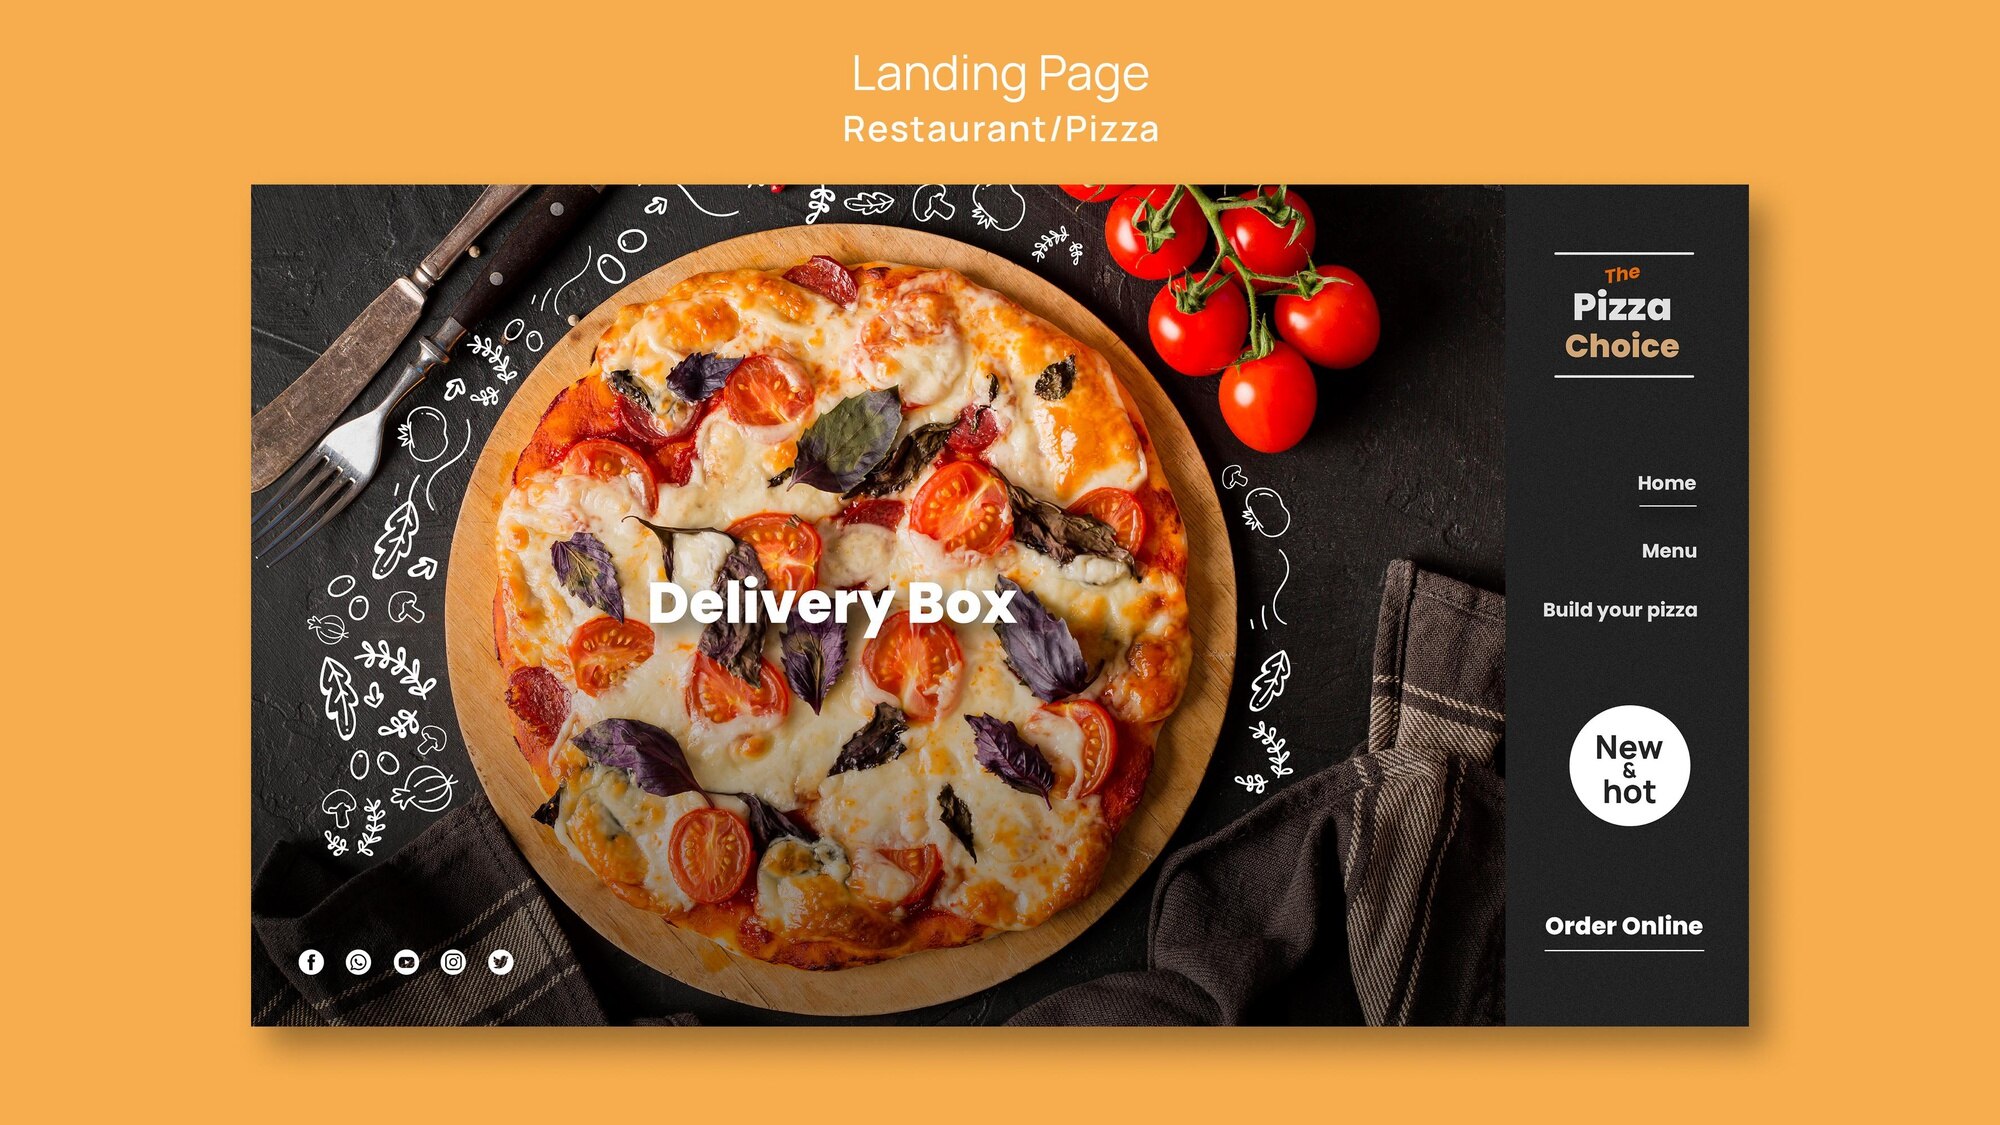 Landing Page
Restaurant/Pizza
The
Pizza
Choice
Home
Menu
Build your pizza
Delivery Box
New
&
hot
Order Online